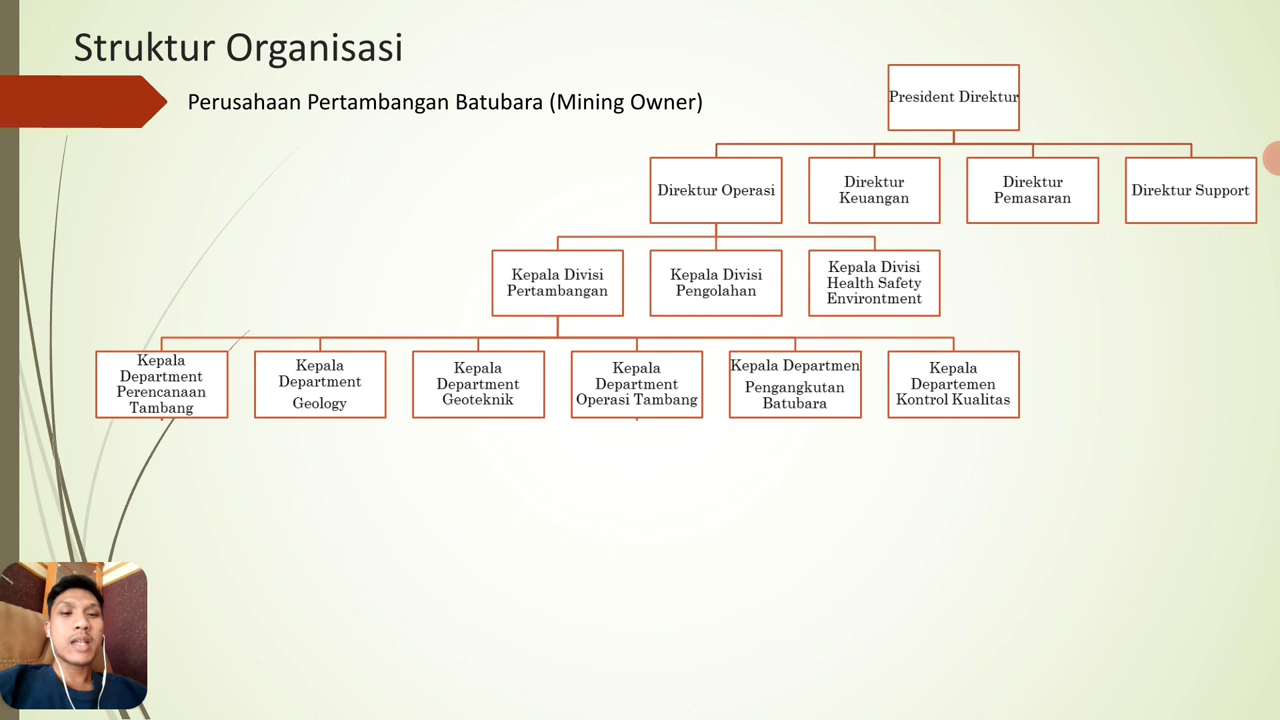 Struktur Organisasi
Perusahaan Pertambangan Batubara (Mining Owner)
President Direktur
Direktur Operasi
Direktur
Keuangan
Direktur
Pemasaran
Direktur Support
Kepala Divisi
Pertambangan
Kepala Divisi
Pengolahan
Kepala Divisi
Health Safety
Environtment
Kepala
Department
Perencanaan
Tambang
Kepala
Department
Geology
Kepala
Department
Geoteknik
Kepala
Department
Operasi Tambang
Kepala Departmen
Pengangkutan
Batubara
Kepala
Departemen
Kontrol Kualitas